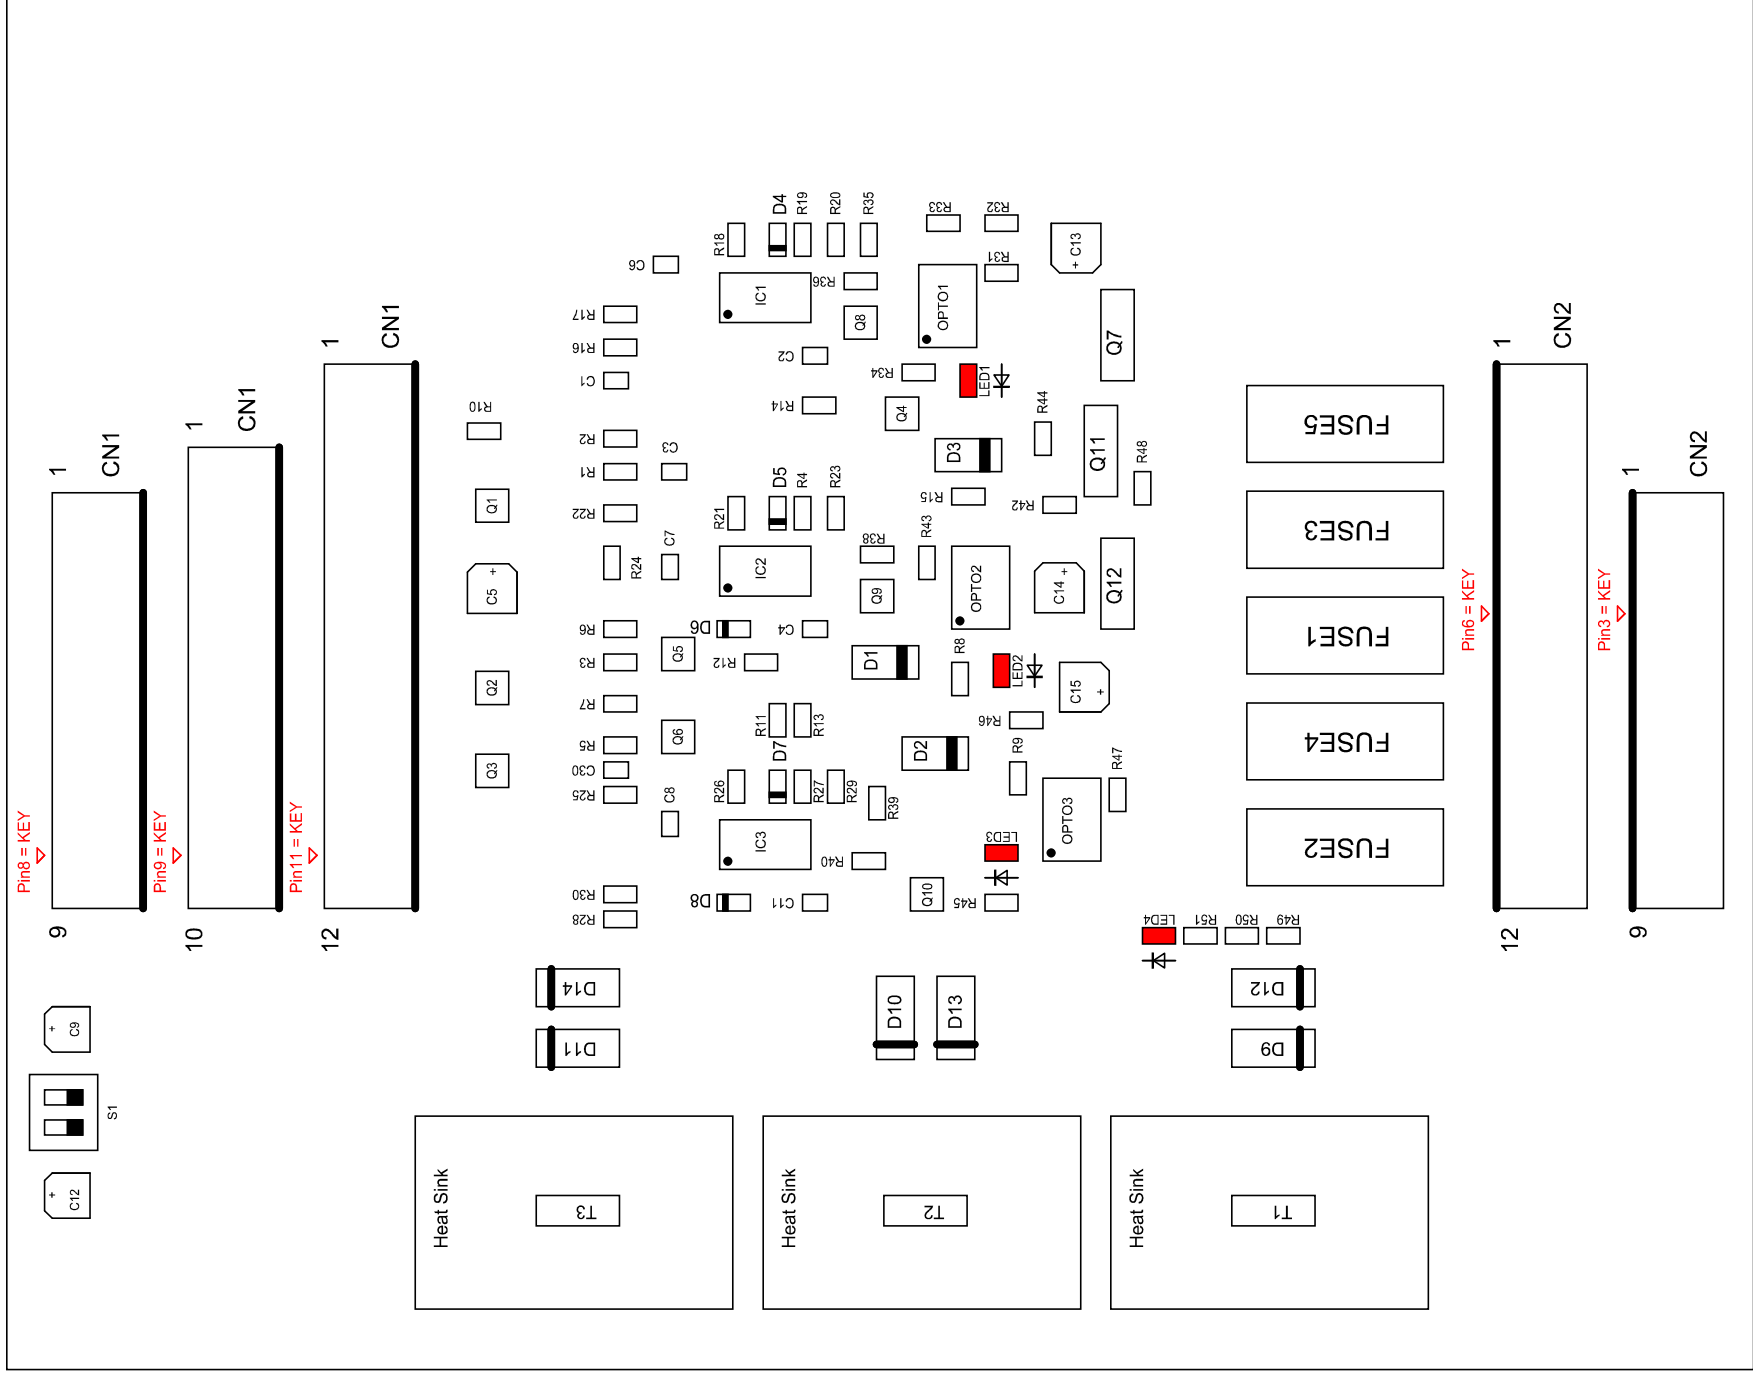 D4
R19
R20
R35
R18
R33
R32
C13
+
R31
C6
R36
IC1
OPTO1
R17
Q8
R16
C2
Q7
C1
R34
LED1
R14
Q4
R44
R10
R2
C3
D3
Q11
R48
R1
D5
R4
R23
R21
R15
R42
Q1
R22
C7
R38
R43
R24
IC2
OPTO2
C14
+
Q12
C5
+
Q9
R6
D6
C4
R3
Q5
R12
D1
R8
LED2
C15
+
Q2
R7
R11
R13
R46
Q6
R5
D7
D2
R9
R47
Q3
C30
R25
C8
R26
R27
R29
R39
IC3
LED3
OPTO3
R40
R30
D8
C11
Q10
R45
R28
1
CN1
9
Pin8 = KEY
1
CN1
10
Pin9 = KEY
1
CN1
12
Pin11 = KEY
FUSE5
FUSE3
FUSE1
FUSE4
FUSE2
1
CN2
12
Pin6 = KEY
1
CN2
9
Pin3 = KEY
LED4
R51
R50
R49
D14
D11
D10
D13
D12
D9
C9
+
S1
C12
+
Heat Sink
T3
Heat Sink
T2
Heat Sink
T1